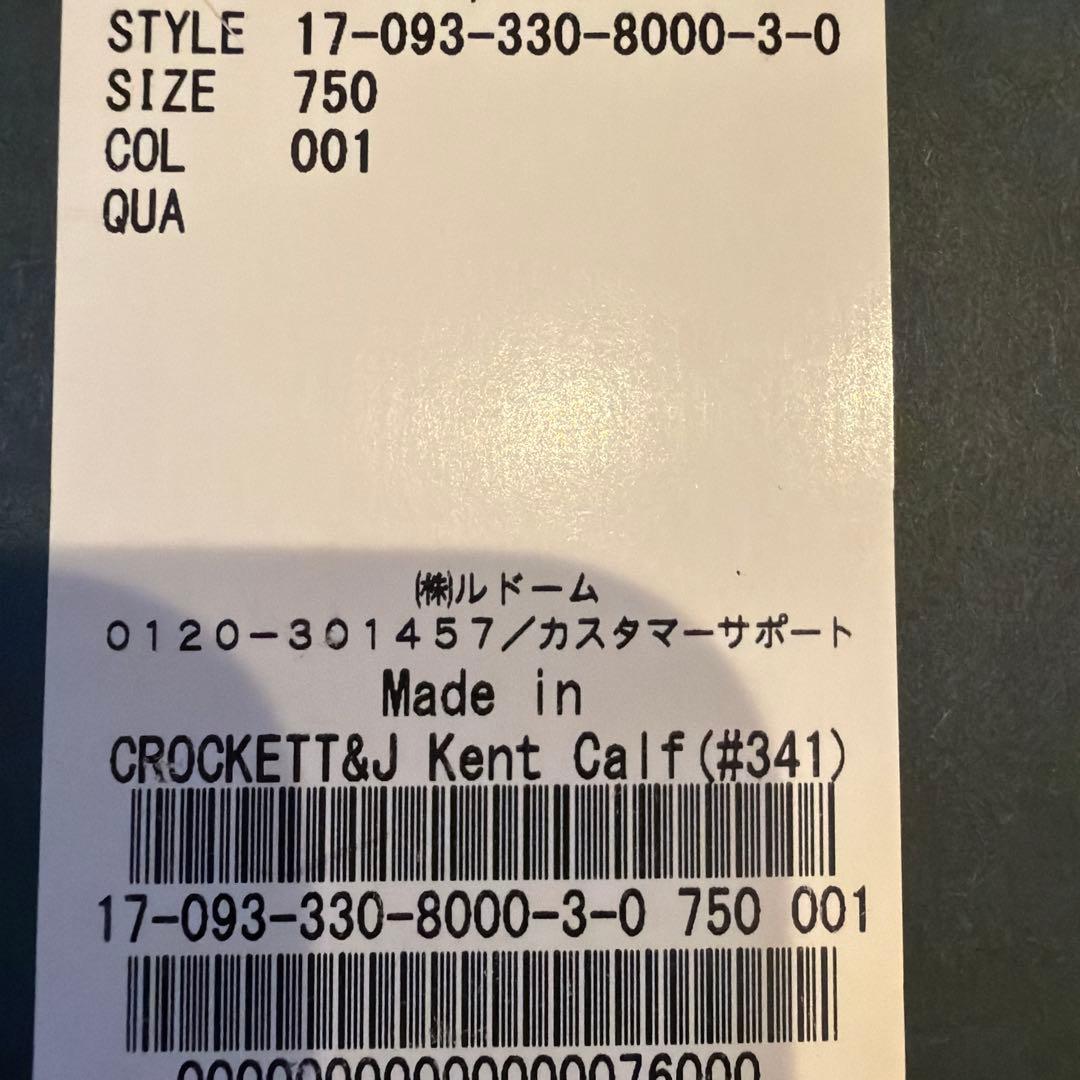 STYLE 17-093-330-8000-3-0
SIZE 750
COL 001
QUA
㈱ルドーム
0120-301457/カスタマーサポート
Made in
CROCKETT&J Kent Calf(#341)
17-093-330-8000-3-0 750 001